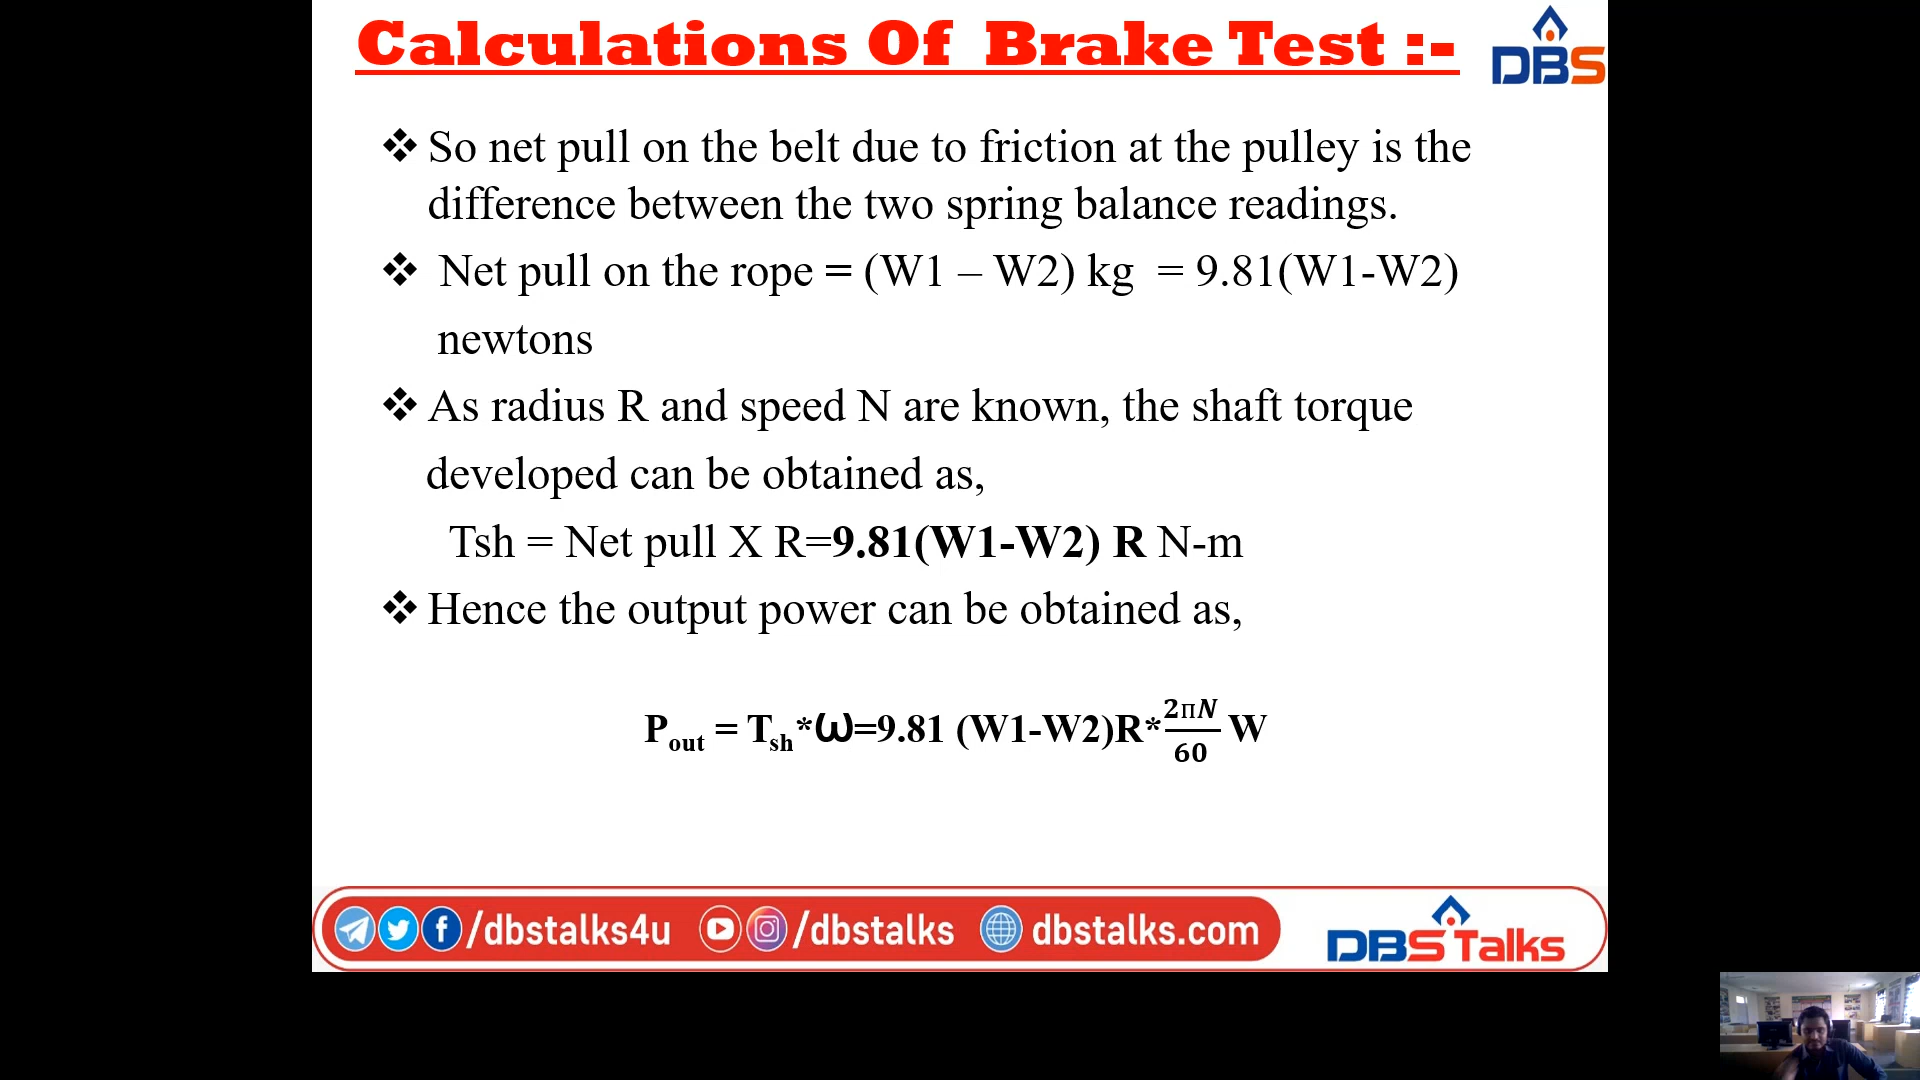 Calculations Of Brake Test :-
DBS
❖ So net pull on the belt due to friction at the pulley is the
difference between the two spring balance readings.
❖ Net pull on the rope = (W1 – W2) kg = 9.81(W1-W2)
newtons
❖ As radius R and speed N are known, the shaft torque
developed can be obtained as,
Tsh = Net pull X R=9.81(W1-W2) R N-m
❖ Hence the output power can be obtained as,
Pout = Tsh*ω=9.81 (W1-W2)R*2πN/60 W
/dbstalks4u /dbstalks dbstalks.com DBS Talks